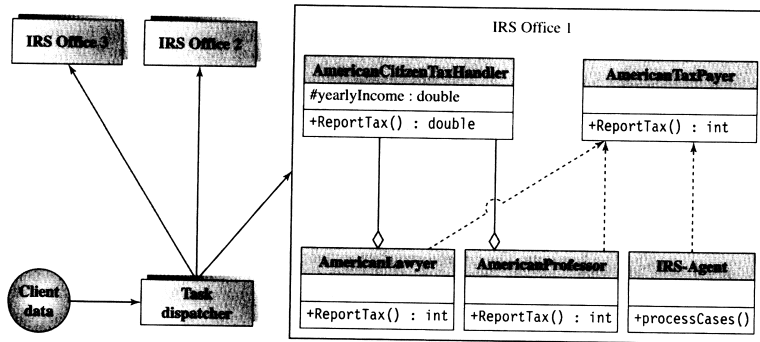 IRS Office 3
IRS Office 2
IRS Office 1
AmericanCitizenTaxHandler
#yearlyIncome : double
+ReportTax() : double
AmericanTaxPayer
+ReportTax() : int
AmericanLawyer
+ReportTax() : int
AmericanProfessor
+ReportTax() : int
IRS-Agent
+processCases()
Client
data
Task
dispatcher